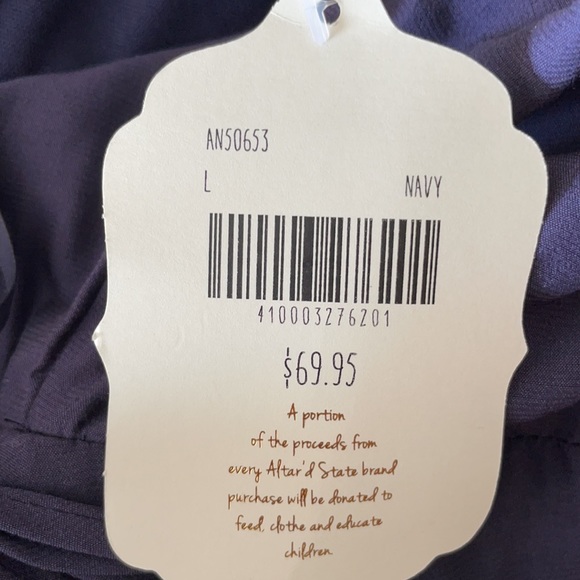 AN50653
L NAVY
410003276201
$69.95
A portion
of the proceeds from
every Altar'd State brand
purchase will be donated to
feed, clothe and educate
children.